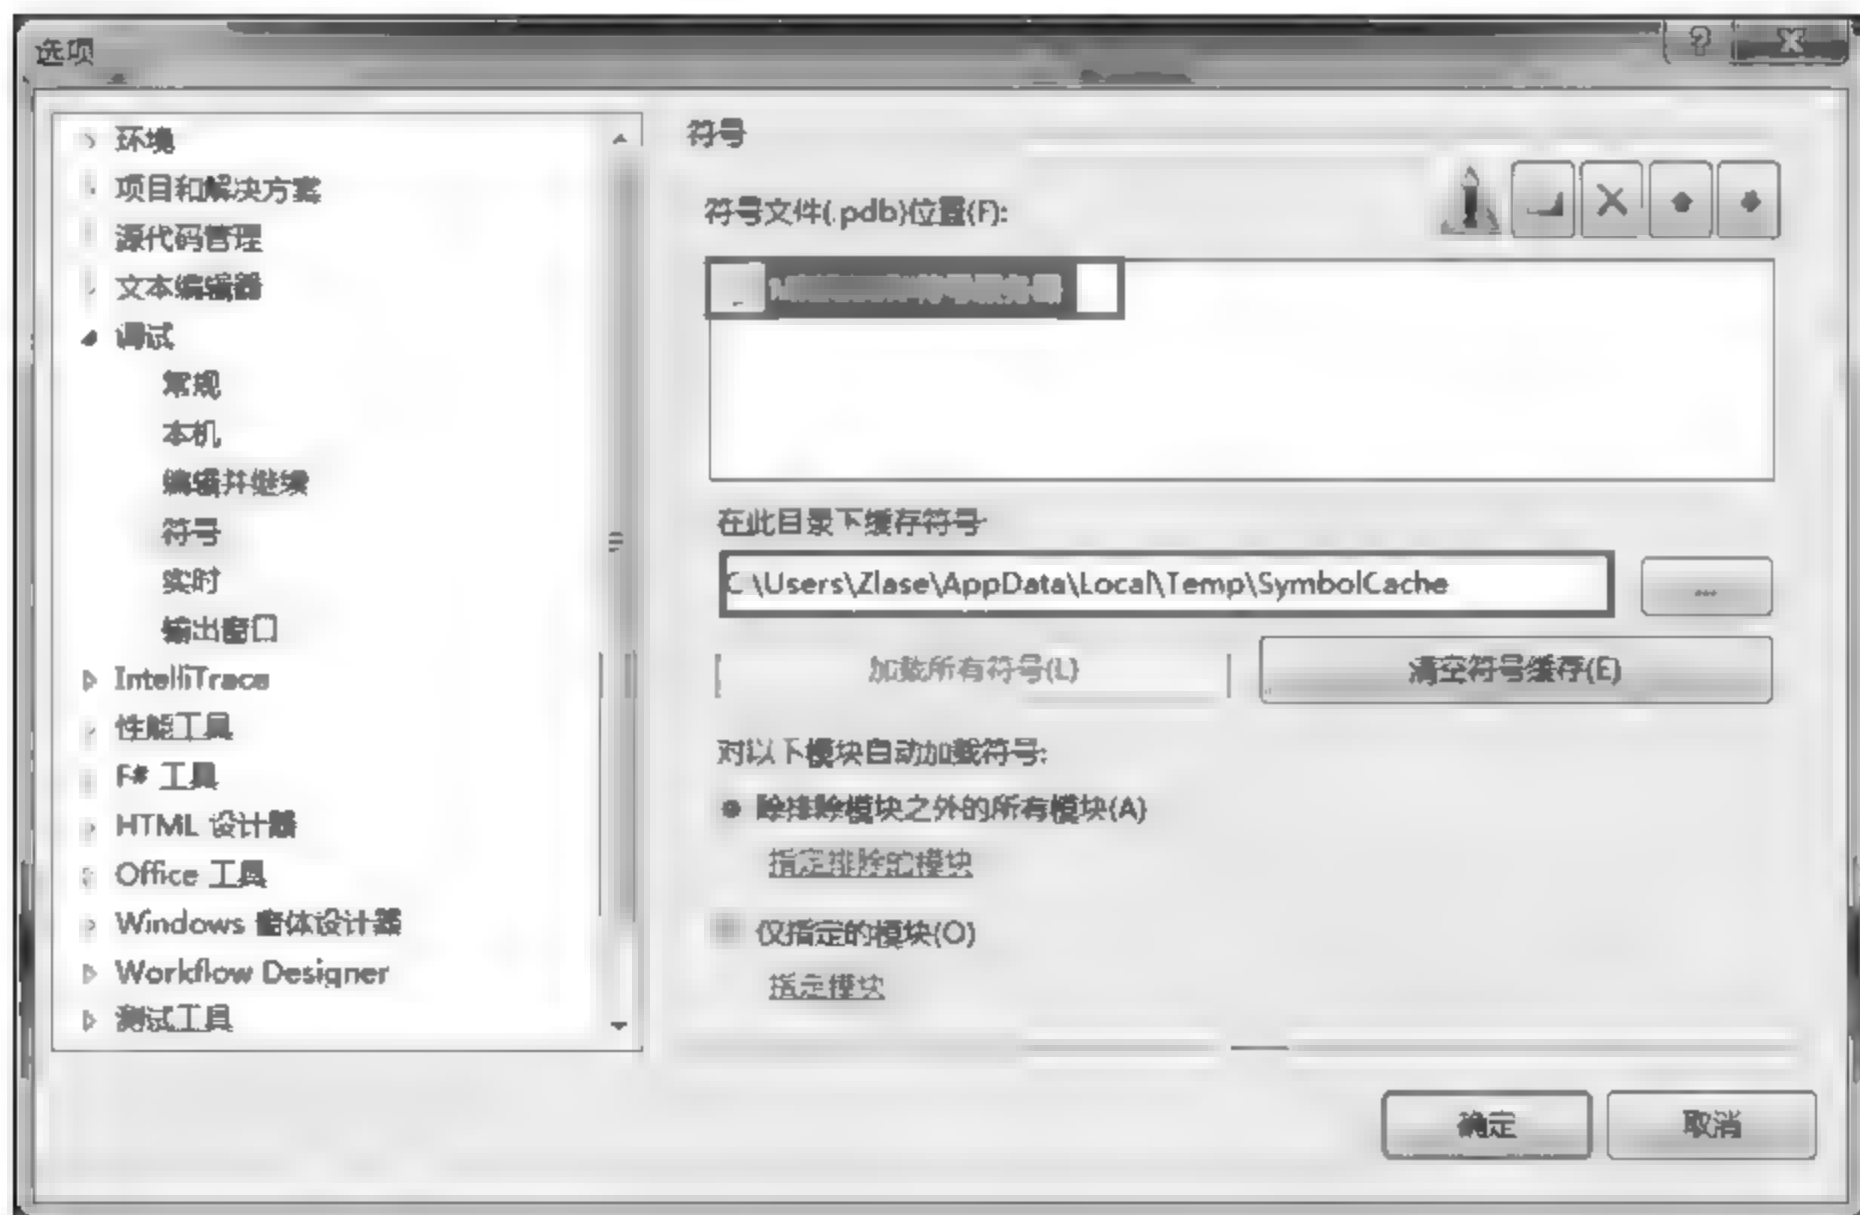 选项
环境
项目和解决方案
源代码管理
文本编辑器
调试
常规
本机
编辑并继续
符号
实时
输出窗口
IntelliTrace
性能工具
F# 工具
HTML 设计器
Office 工具
Windows 窗体设计器
Workflow Designer
测试工具
符号
符号文件(.pdb)位置(F):
在此目录下缓存符号
C:\Users\Zlase\AppData\Local\Temp\SymbolCache
...
加载所有符号(L)
清空符号缓存(E)
对以下模块自动加载符号:
除排除模块之外的所有模块(A)
指定排除的模块
仅指定的模块(O)
指定模块
确定
取消